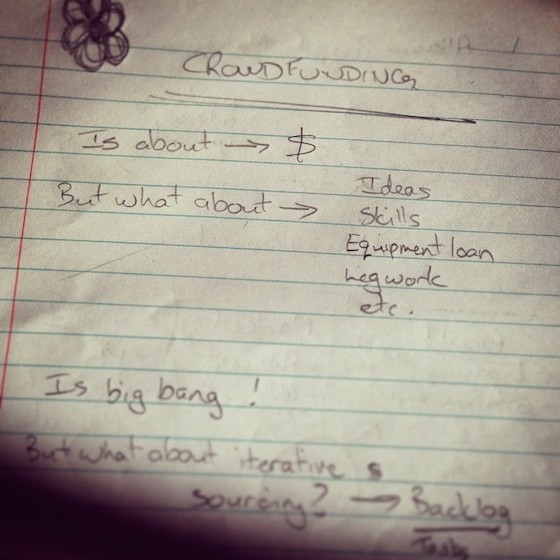 CROWDFUNDING
Is about → $
But what about → Ideas
Skills
Equipment loan
Legwork
etc.
Is big bang !
But what about iterative s
sourcing? → Backlog
Tasks